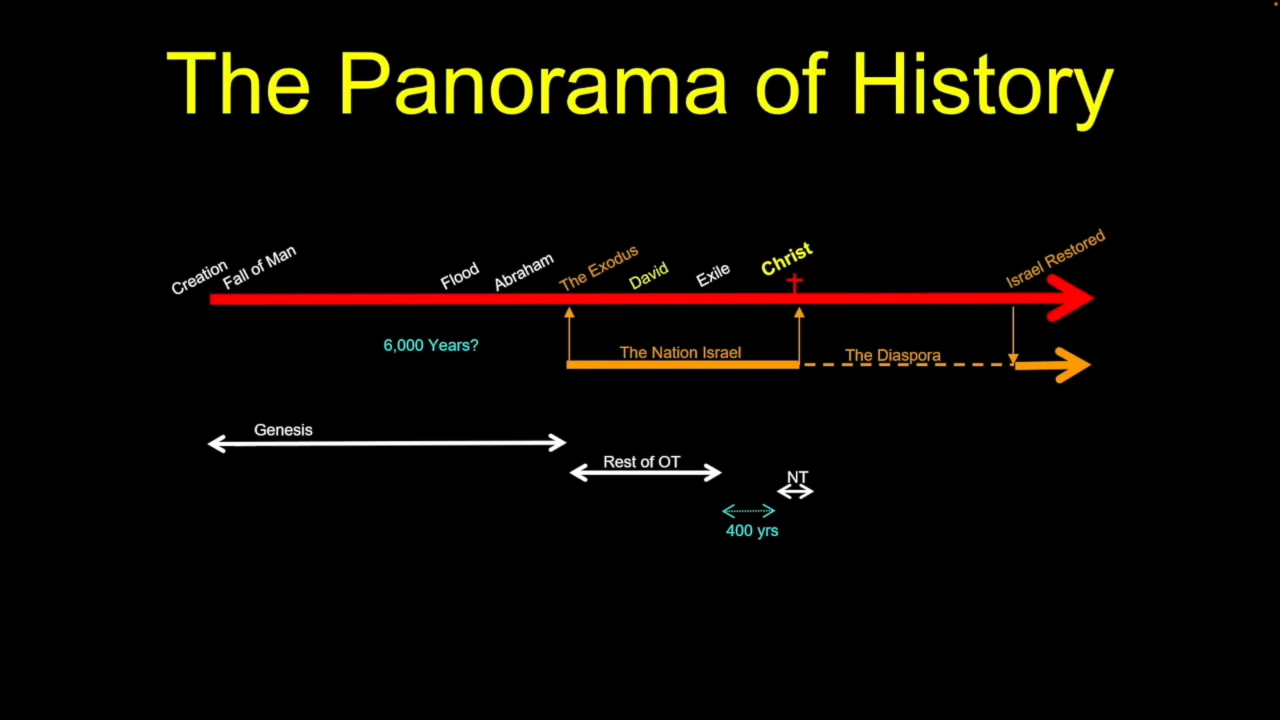 The Panorama of History
Creation
Fall of Man
Flood
Abraham
The Exodus
David
Exile
Christ
Israel Restored
6,000 Years?
The Nation Israel
The Diaspora
Genesis
Rest of OT
NT
400 yrs